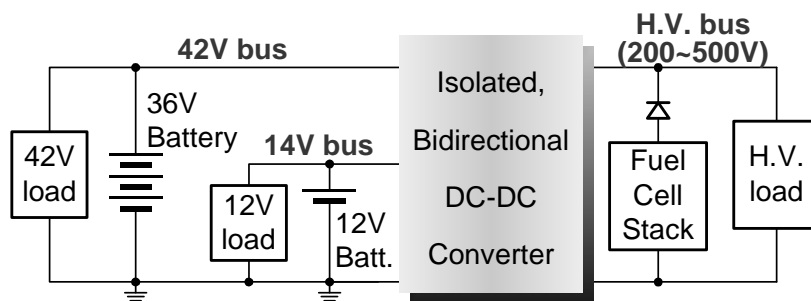 42V bus
H.V. bus
(200~500V)
36V
Battery
42V
load
14V bus
12V
load
12V
Batt.
Isolated,
Bidirectional
DC-DC
Converter
Fuel
Cell
Stack
H.V.
load